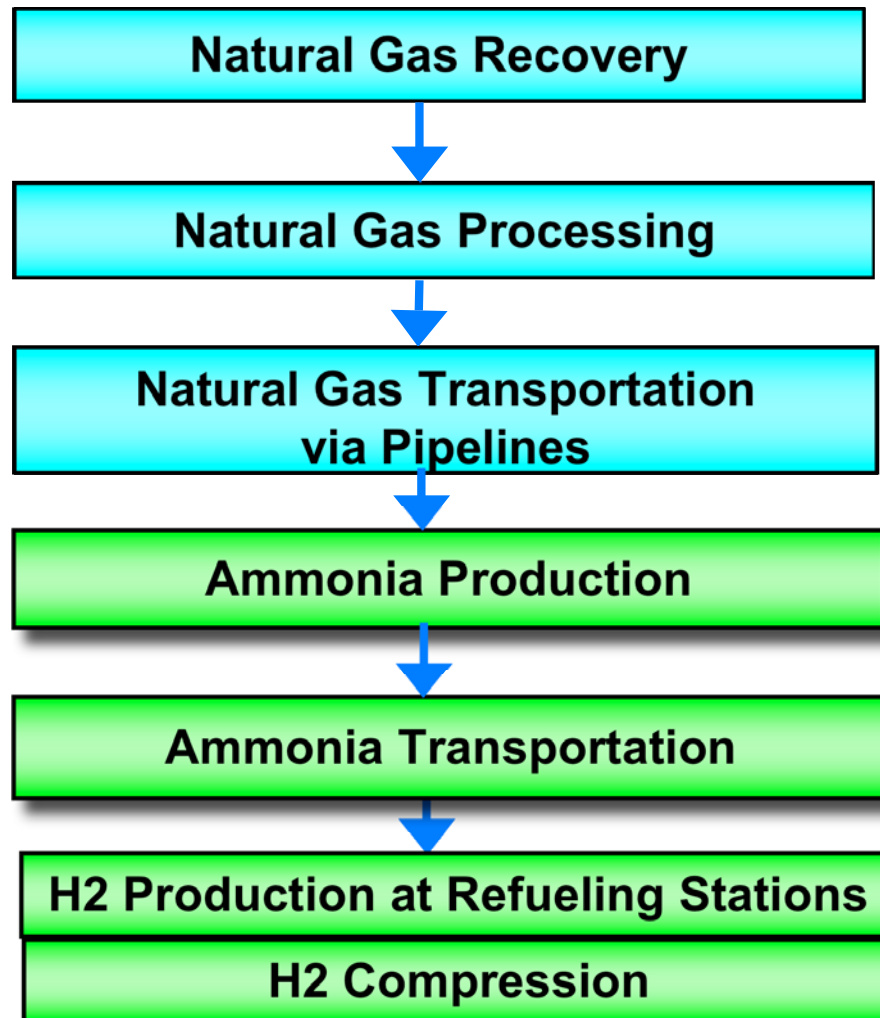 Natural Gas Recovery
Natural Gas Processing
Natural Gas Transportation
via Pipelines
Ammonia Production
Ammonia Transportation
H2 Production at Refueling Stations
H2 Compression